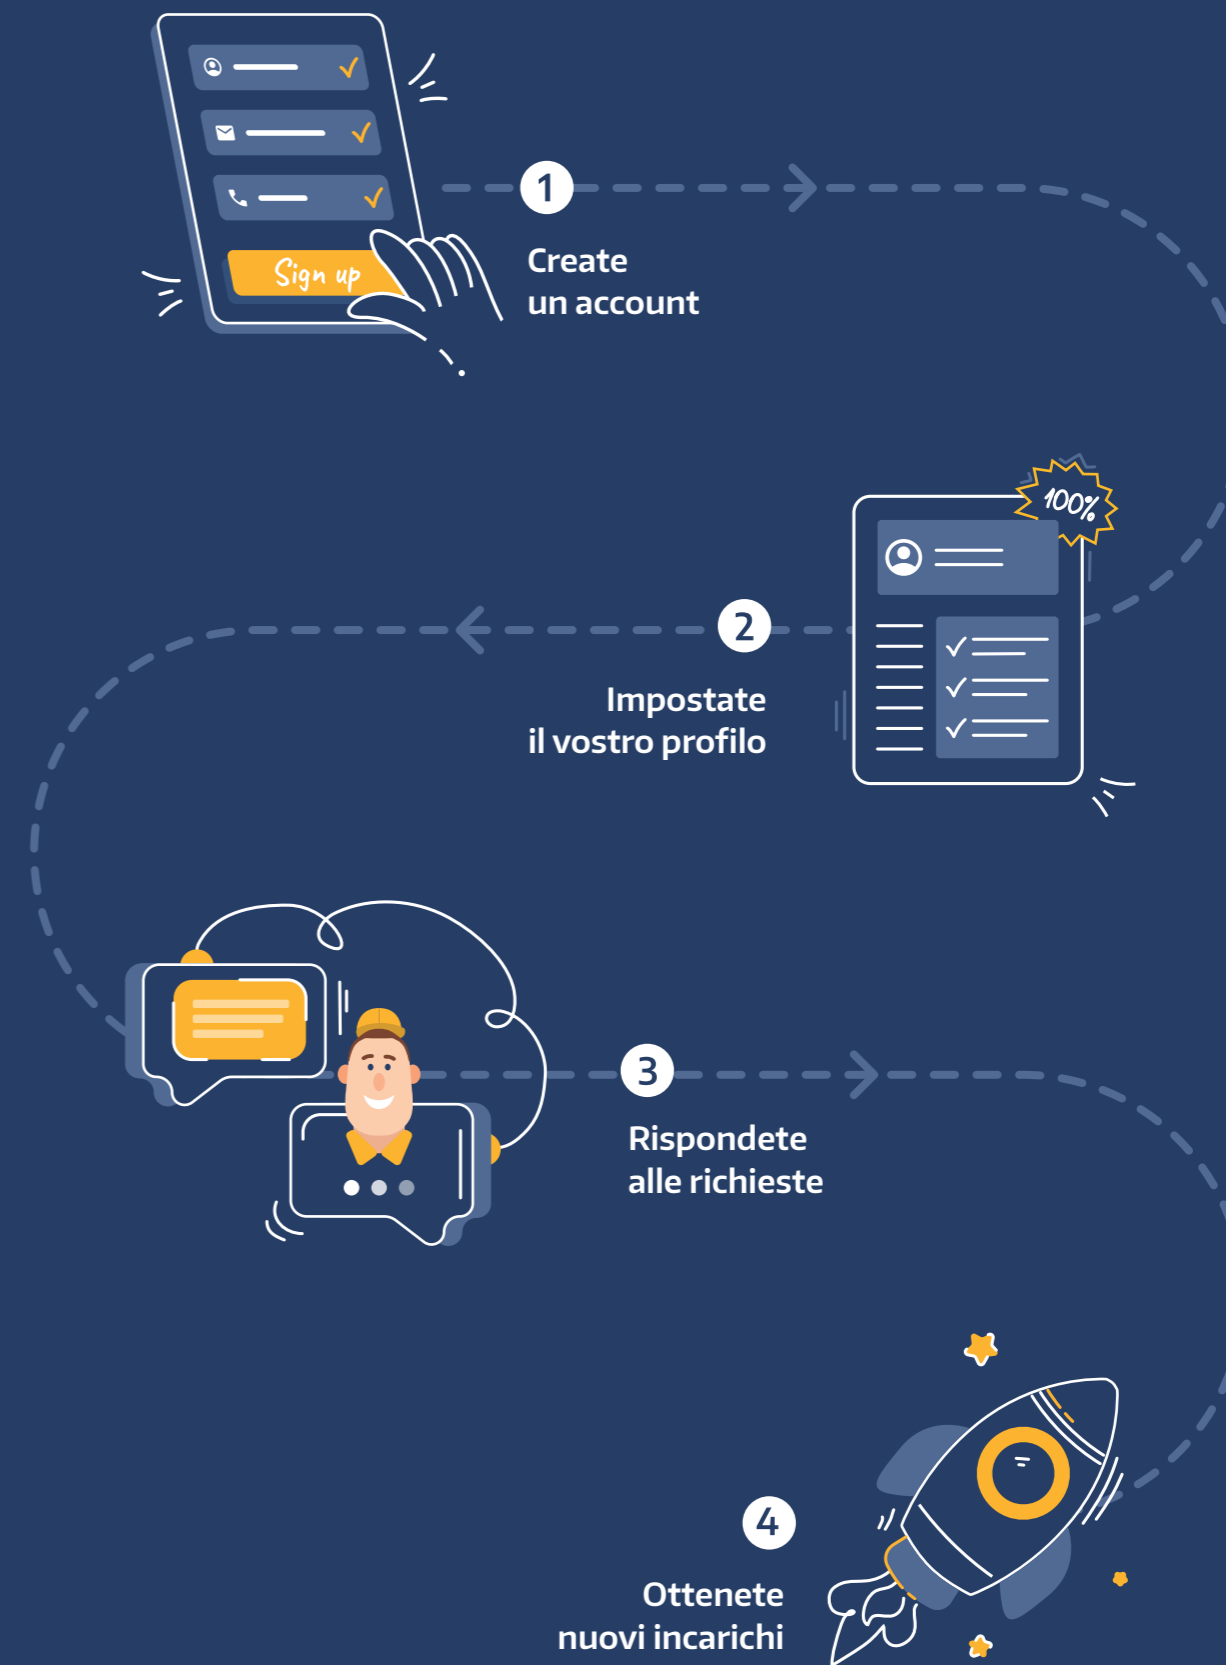 Sign up
1
Create
un account
100%
2
Impostate
il vostro profilo
3
Rispondete
alle richieste
4
Ottenete
nuovi incarichi